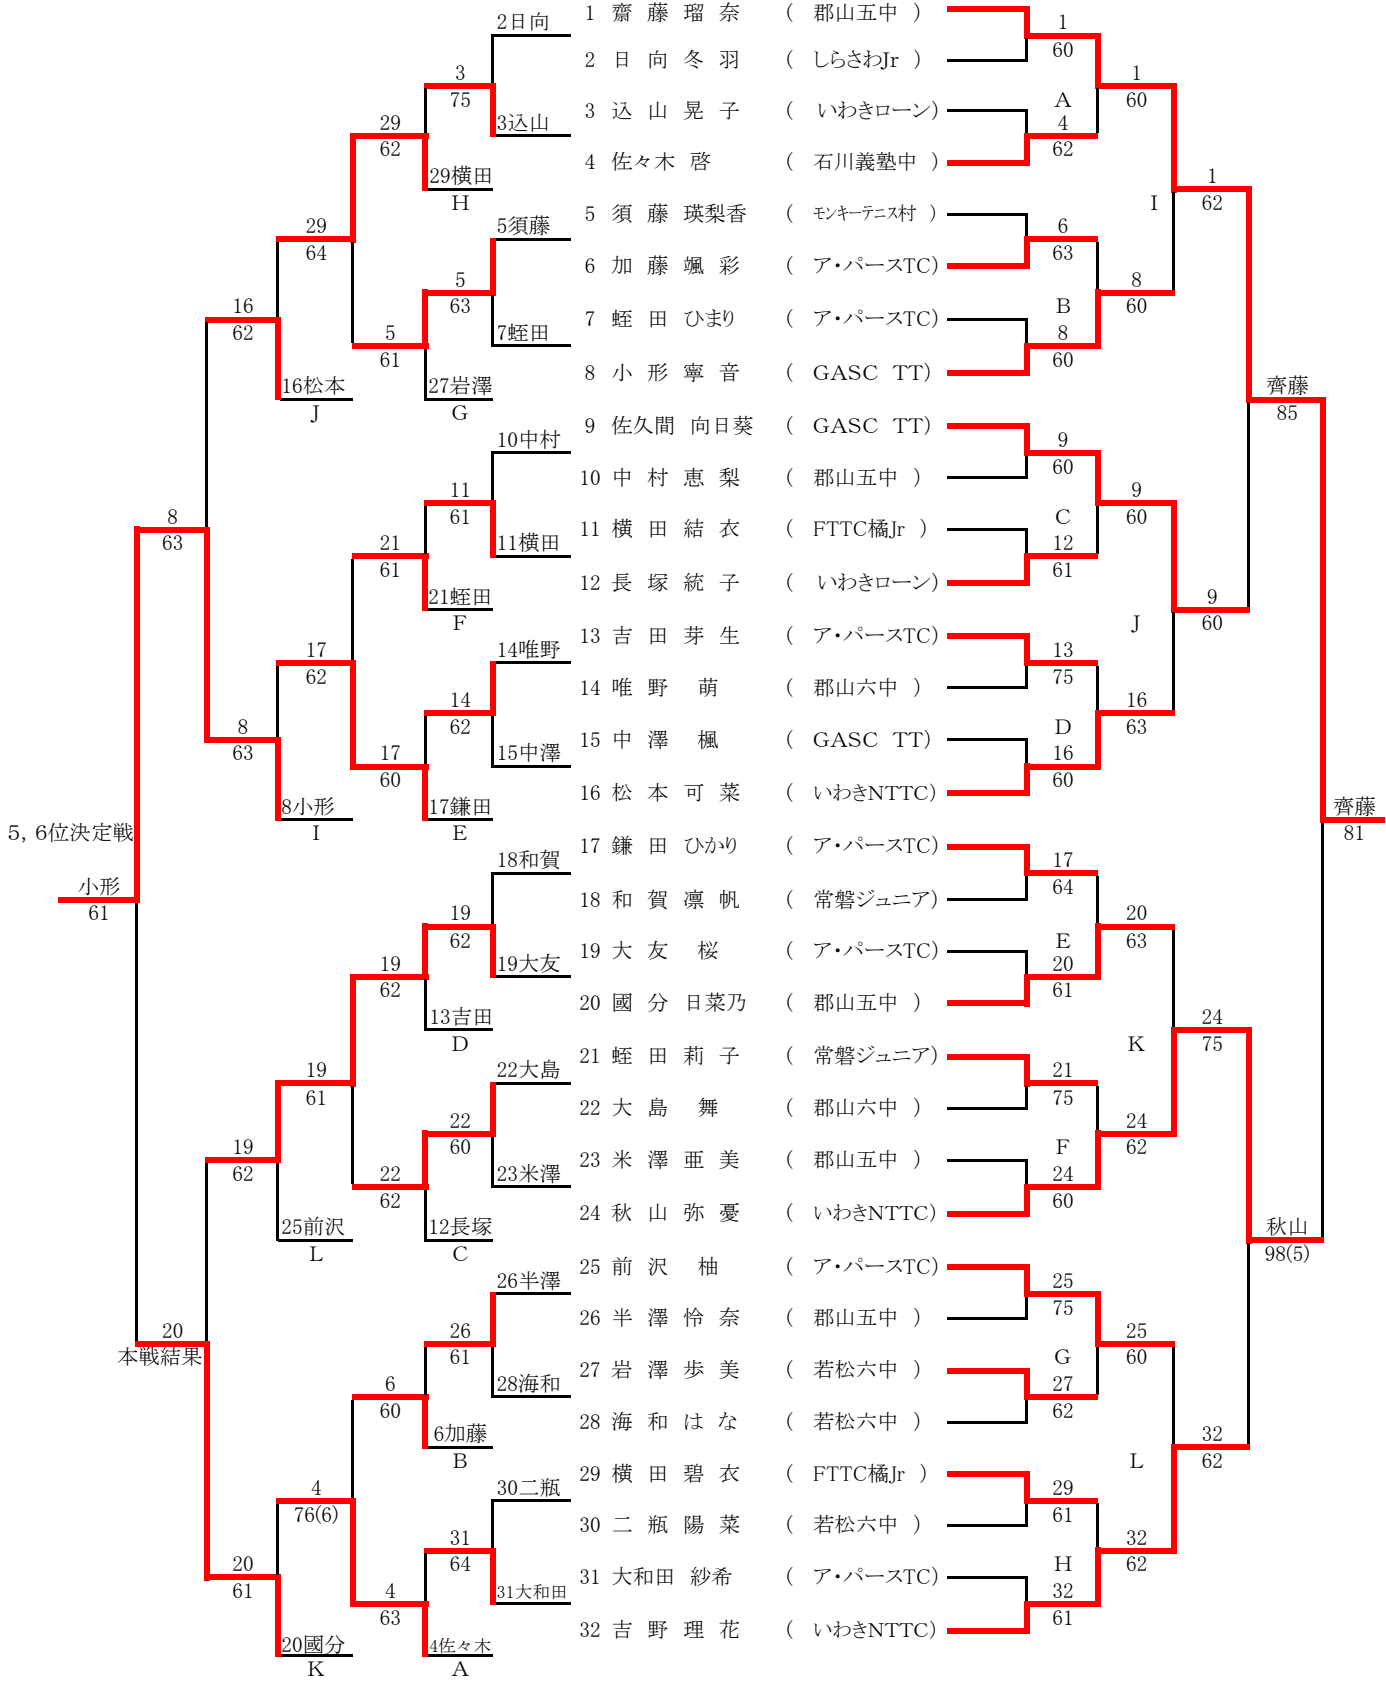 1 齋 藤 瑠 奈 ( 郡山五中 )
2 日 向 冬 羽 ( しらさわJr )
3 込 山 晃 子 ( いわきローン)
4 佐々木 啓 ( 石川義塾中 )
5 須 藤 瑛梨香 ( モンキーテニス村 )
6 加 藤 颯 彩 ( ア・パースTC)
7 蛭 田 ひまり ( ア・パースTC)
8 小 形 寧 音 ( GASC TT)
9 佐久間 向日葵 ( GASC TT)
10 中 村 恵 梨 ( 郡山五中 )
11 横 田 結 衣 ( FTTC橘Jr )
12 長 塚 統 子 ( いわきローン)
13 吉 田 芽 生 ( ア・パースTC)
14 唯 野 萌 ( 郡山六中 )
15 中 澤 楓 ( GASC TT)
16 松 本 可 菜 ( いわきNTTC)
17 鎌 田 ひかり ( ア・パースTC)
18 和 賀 凛 帆 ( 常磐ジュニア)
19 大 友 桜 ( ア・パースTC)
20 國 分 日菜乃 ( 郡山五中 )
21 蛭 田 莉 子 ( 常磐ジュニア)
22 大 島 舞 ( 郡山六中 )
23 米 澤 亜 美 ( 郡山五中 )
24 秋 山 弥 憂 ( いわきNTTC)
25 前 沢 柚 ( ア・パースTC)
26 半 澤 怜 奈 ( 郡山五中 )
27 岩 澤 歩 美 ( 若松六中 )
28 海 和 は な ( 若松六中 )
29 横 田 碧 衣 ( FTTC橘Jr )
30 二 瓶 陽 菜 ( 若松六中 )
31 大和田 紗希 ( ア・パースTC)
32 吉 野 理 花 ( いわきNTTC)
1
60
A
4
62
6
63
B
8
60
9
60
C
12
61
13
75
D
16
60
17
64
E
20
61
21
75
F
24
60
25
75
G
27
62
29
61
H
32
61
1
60
I
8
60
9
60
J
16
63
20
63
K
24
62
25
60
L
32
62
1
62
9
60
24
75
32
62
齊藤
85
秋山
98(5)
齊藤
81
2日向
3込山
5須藤
7蛭田
10中村
11横田
14唯野
15中澤
18和賀
19大友
22大島
23米澤
26半澤
28海和
30二瓶
31大和田
3
75
29横田
H
5
63
27岩澤
G
11
61
21蛭田
F
14
62
17鎌田
E
19
62
13吉田
D
22
60
12長塚
C
26
61
6加藤
B
31
64
4佐々木
A
29
62
5
61
21
61
17
60
19
62
22
62
6
60
4
63
29
64
16松本
J
17
62
8小形
I
19
61
25前沢
L
4
76(6)
20國分
K
16
62
8
63
19
62
20
61
8
63
20
本戦結果
5, 6位決定戦
小形
61